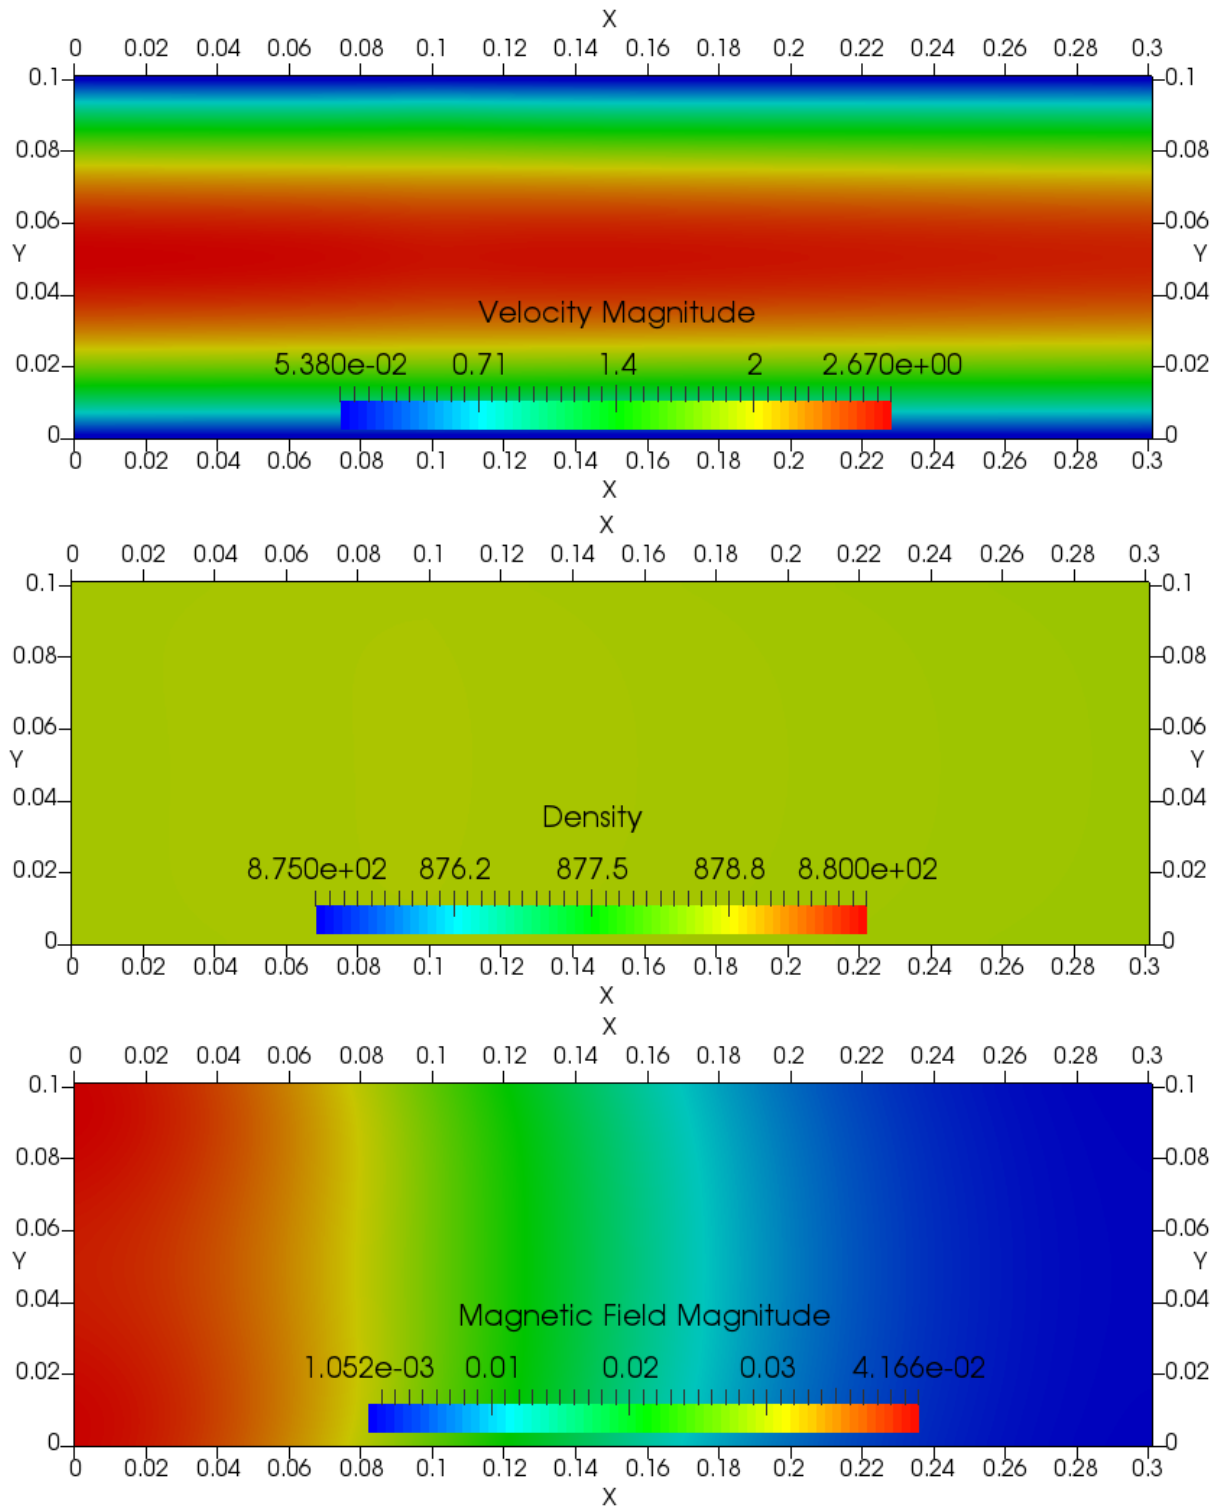 X
0 0.02 0.04 0.06 0.08 0.1 0.12 0.14 0.16 0.18 0.2 0.22 0.24 0.26 0.28 0.3
0.1 0.1
0.08 0.08
0.06 0.06
Y Y
0.04 0.04
Velocity Magnitude
0.02 5.380e-02 0.71 1.4 2 2.670e+00 0.02
0 0
0 0.02 0.04 0.06 0.08 0.1 0.12 0.14 0.16 0.18 0.2 0.22 0.24 0.26 0.28 0.3
X
X
0 0.02 0.04 0.06 0.08 0.1 0.12 0.14 0.16 0.18 0.2 0.22 0.24 0.26 0.28 0.3
0.1 0.1
0.08 0.08
0.06 0.06
Y Y
0.04 0.04
Density
0.02 8.750e+02 876.2 877.5 878.8 8.800e+02 0.02
0 0
0 0.02 0.04 0.06 0.08 0.1 0.12 0.14 0.16 0.18 0.2 0.22 0.24 0.26 0.28 0.3
X
X
0 0.02 0.04 0.06 0.08 0.1 0.12 0.14 0.16 0.18 0.2 0.22 0.24 0.26 0.28 0.3
0.1 0.1
0.08 0.08
0.06 0.06
Y Y
0.04 0.04
Magnetic Field Magnitude
0.02 1.052e-03 0.01 0.02 0.03 4.166e-02 0.02
0 0
0 0.02 0.04 0.06 0.08 0.1 0.12 0.14 0.16 0.18 0.2 0.22 0.24 0.26 0.28 0.3
X